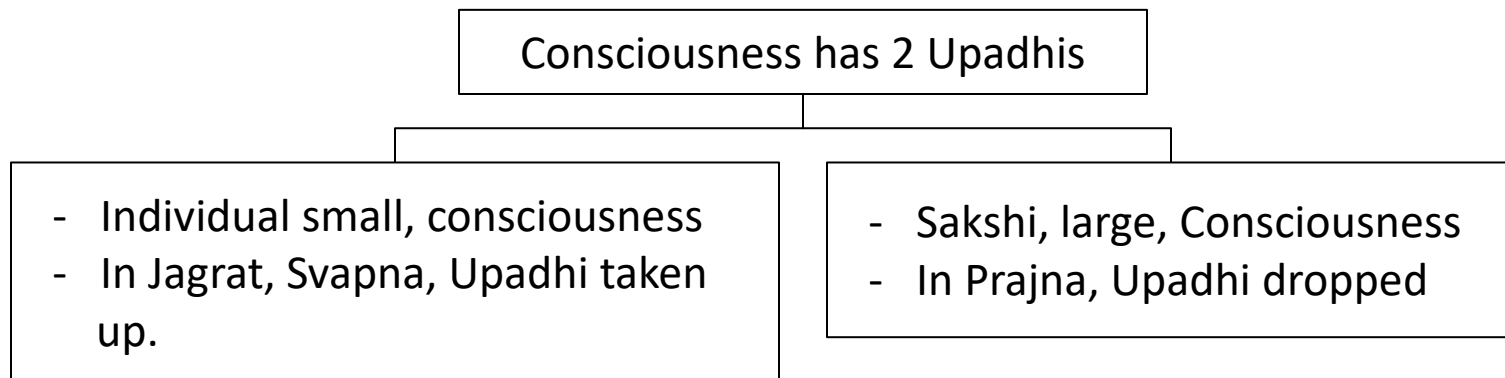 Consciousness has 2 Upadhis
- Individual small, consciousness
- In Jagrat, Svapna, Upadhi taken
up.
- Sakshi, large, Consciousness
- In Prajna, Upadhi dropped